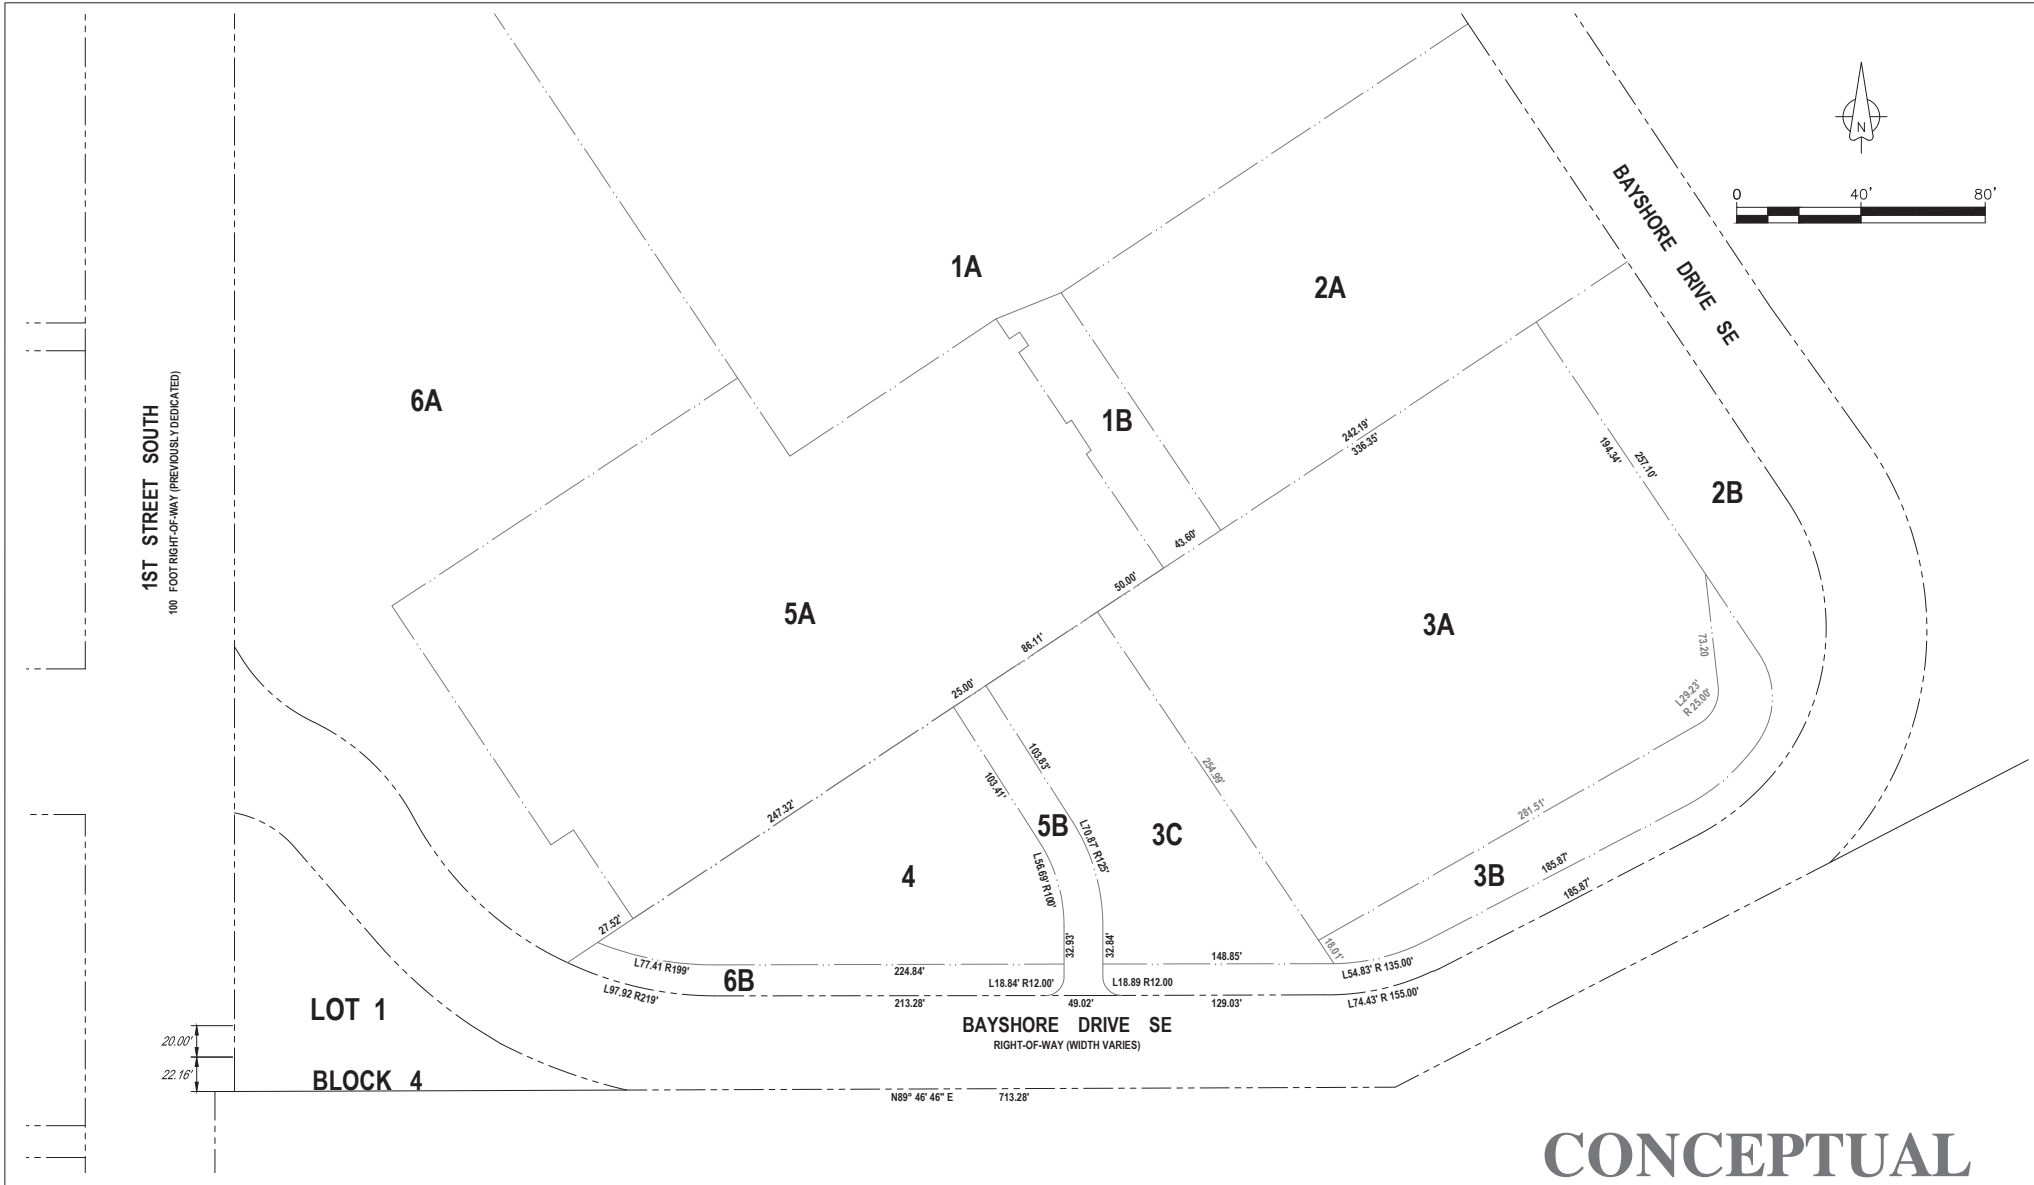 N
0 40' 80'
BAYSHORE DRIVE SE
1A
2A
6A
1B
242.19'
336.35'
194.34'
257.10'
2B
1ST STREET SOUTH
100 FOOT RIGHT-OF-WAY (PREVIOUSLY DEDICATED)
43.60'
50.00'
5A
3A
86.11'
73.20
25.00'
L29.23'
R 25.00'
103.83'
103.41'
254.99'
247.32'
281.51'
5B
3C
L70.87' R125'
L56.69' R100'
4
3B
185.87'
185.87'
27.52'
32.93'
32.84'
18.01'
148.85'
L77.41 R199'
224.84'
L54.83' R 135.00'
6B
L18.84' R12.00'
L18.89 R12.00
L97.92 R219'
213.28'
49.02'
129.03'
L74.43' R 155.00'
LOT 1
BAYSHORE DRIVE SE
RIGHT-OF-WAY (WIDTH VARIES)
20.00'
22.16'
BLOCK 4
N89° 46' 46" E 713.28'
CONCEPTUAL